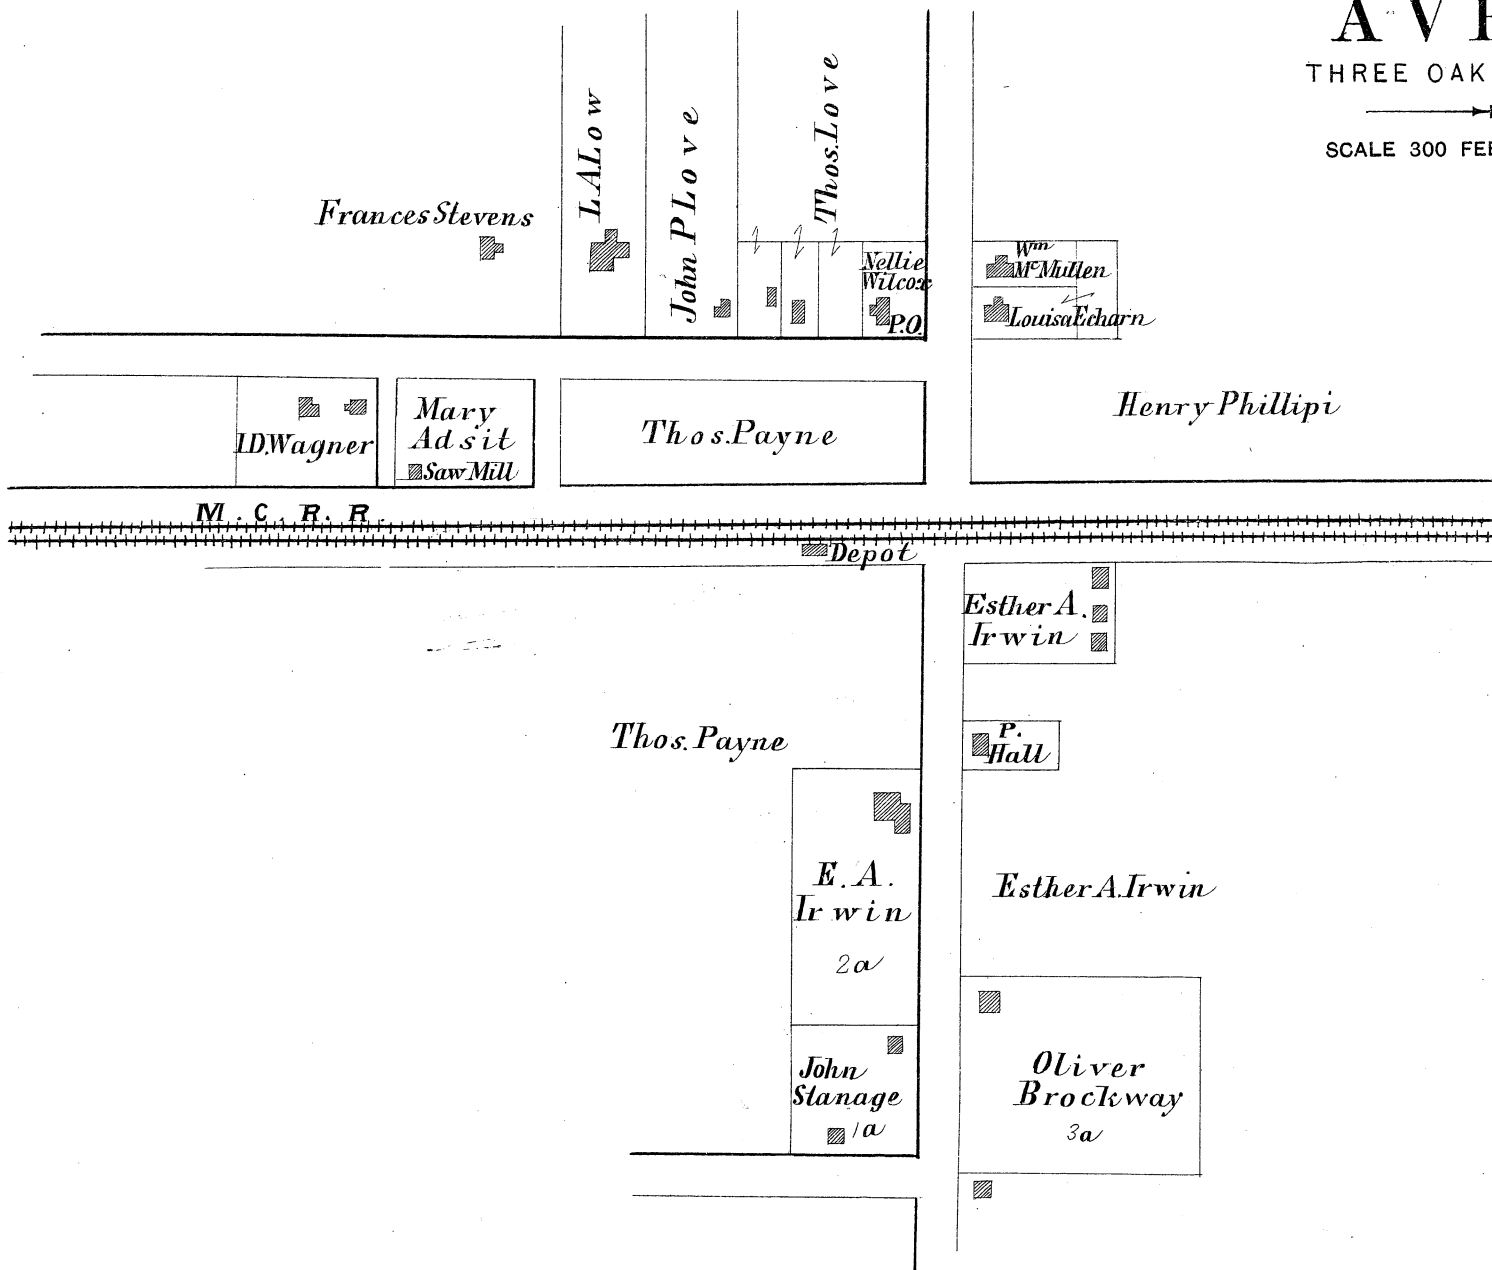 AVE
THREE OAK
SCALE 300 FEE
L.A.Low
John P Love
Thos. Love
Frances Stevens
Nellie
Wilcox
P.O.
Wm
McMullen
Louisa Echarn
I.D. Wagner
Mary
Adsit
Saw Mill
Thos. Payne
Henry Phillipi
M. C. R. R.
Depot
Esther A.
Irwin
Thos. Payne
P.
Hall
E. A.
Irwin
2a
Esther A. Irwin
John
Stanage
1a
Oliver
Brockway
3a